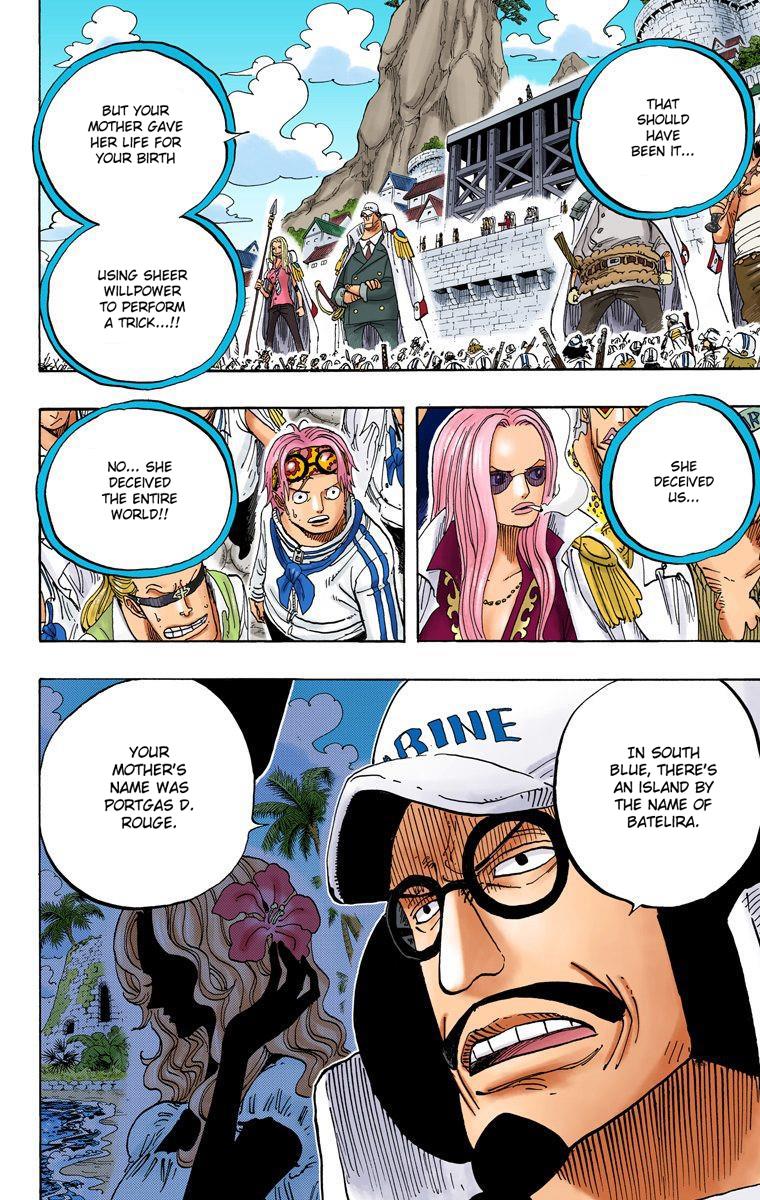 THAT
SHOULD
HAVE
BEEN IT...
BUT YOUR
MOTHER GAVE
HER LIFE FOR
YOUR BIRTH
USING SHEER
WILLPOWER
TO PERFORM
A TRICK...!!
SHE
DECEIVED
US...
NO... SHE
DECEIVED
THE ENTIRE
WORLD!!
IN SOUTH
BLUE, THERE'S
AN ISLAND BY
THE NAME OF
BATELIRA.
ARINE
YOUR
MOTHER'S
NAME WAS
PORTGAS D.
ROUGE.